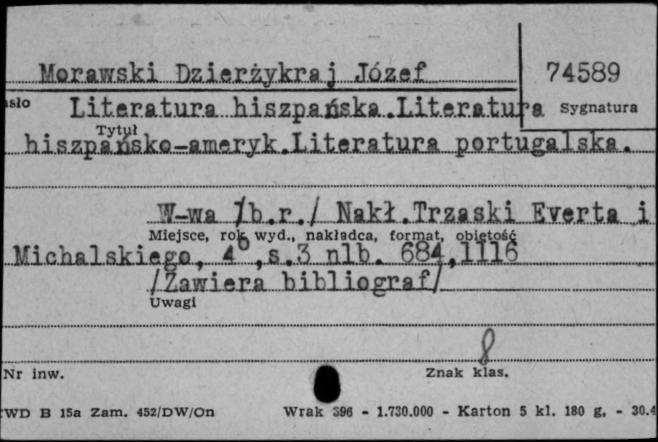 Morawski Dzierżykraj Józef
74589
asło
Literatura hiszpańska.Literatura
Sygnatura
Tytuł
hiszpańsko-ameryk.Literatura portugalska.
W-wa /b.r./ Nakł.Trzaski Everta i
Miejsce, rok wyd., nakładca, format, objętość
Michalskiego, 4°,s.3 nlb. 684,1116
/Zawiera bibliograf/
Uwagi
8
Nr inw.
Znak klas.
WD B 15a Zam. 452/DW/On
Wrak 396 - 1.730.000 - Karton 5 kl. 180 g, - 30.4